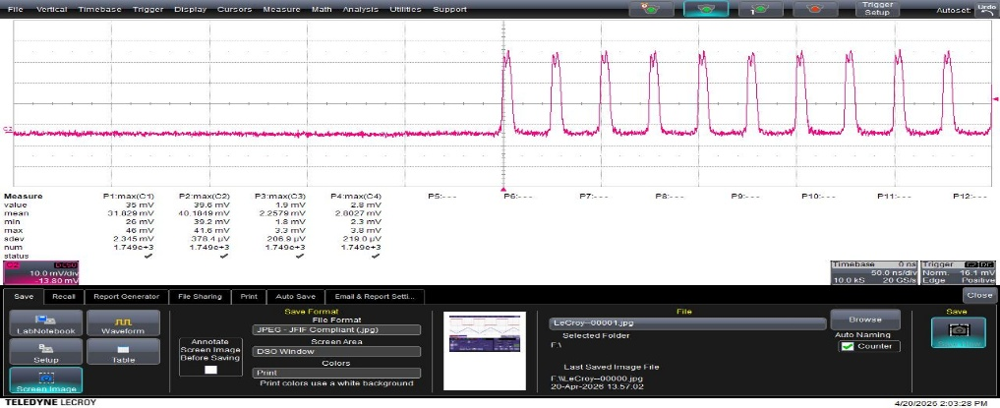 File Vertical Timebase Trigger Display Cursors Measure Math Analysis Utilities Support
Trigger Setup
Autoset
Undo
C2
Measure P1:max(C1) P2:max(C2) P3:max(C3) P4:max(C4) P5:--- P6:--- P7:--- P8:--- P9:--- P10:--- P11:--- P12:---
value 35 mV 39.6 mV 1.9 mV 2.8 mV
mean 31.829 mV 40.1849 mV 2.2579 mV 2.8027 mV
min 26 mV 39.2 mV 1.8 mV 2.3 mV
max 46 mV 41.6 mV 3.3 mV 3.8 mV
sdev 2.345 mV 378.4 µV 206.9 µV 219.0 µV
num 1.749e+3 1.749e+3 1.749e+3 1.749e+3
status
C2 DC50
10.0 mV/div
-13.80 mV
Timebase 0 ns
50.0 ns/div
10.0 kS 20 GS/s
Trigger C2 DC
Norm. 16.1 mV
Edge Positive
Save Recall Report Generator File Sharing Print Auto Save Email & Report Setti... Close
LabNotebook
Waveform
Setup
Table
Screen Image
Annotate Screen Image Before Saving
Save Format
File Format
JPEG - JFIF Compliant (.jpg)
Screen Area
DSO Window
Colors
Print
Print colors use a white background
File
LeCroy--00001.jpg
Browse
Selected Folder
F:\
Auto Naming
Counter
Last Saved Image File
F:\\LeCroy--00000.jpg
20-Apr-2026 13.57.02
Save
TELEDYNE LECROY
4/20/2026 2:03:28 PM